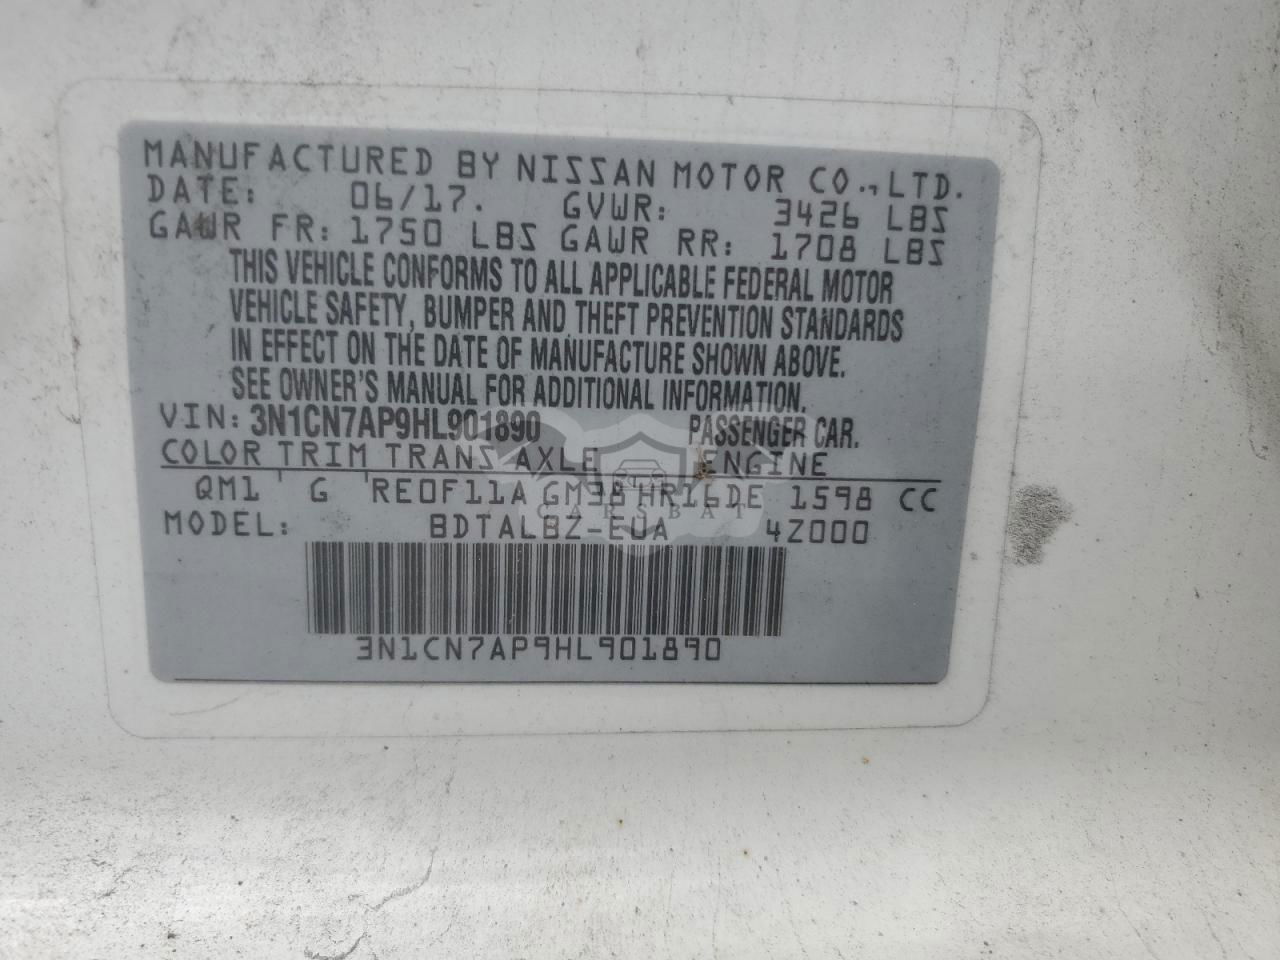 MANUFACTURED BY NISSAN MOTOR CO., LTD.
DATE: 06/17. GVWR: 3426 LBS
GAWR FR: 1750 LBS GAWR RR: 1708 LBS
THIS VEHICLE CONFORMS TO ALL APPLICABLE FEDERAL MOTOR
VEHICLE SAFETY, BUMPER AND THEFT PREVENTION STANDARDS
IN EFFECT ON THE DATE OF MANUFACTURE SHOWN ABOVE.
SEE OWNER'S MANUAL FOR ADDITIONAL INFORMATION.
VIN: 3N1CN7AP9HL901890 PASSENGER CAR.
COLOR TRIM TRANS AXLE ENGINE
QM1 G RE0F11A GM38 HR16DE 1598 CC
CARSBAT
MODEL: BDTALBZ-EUA 4Z000
3N1CN7AP9HL901890